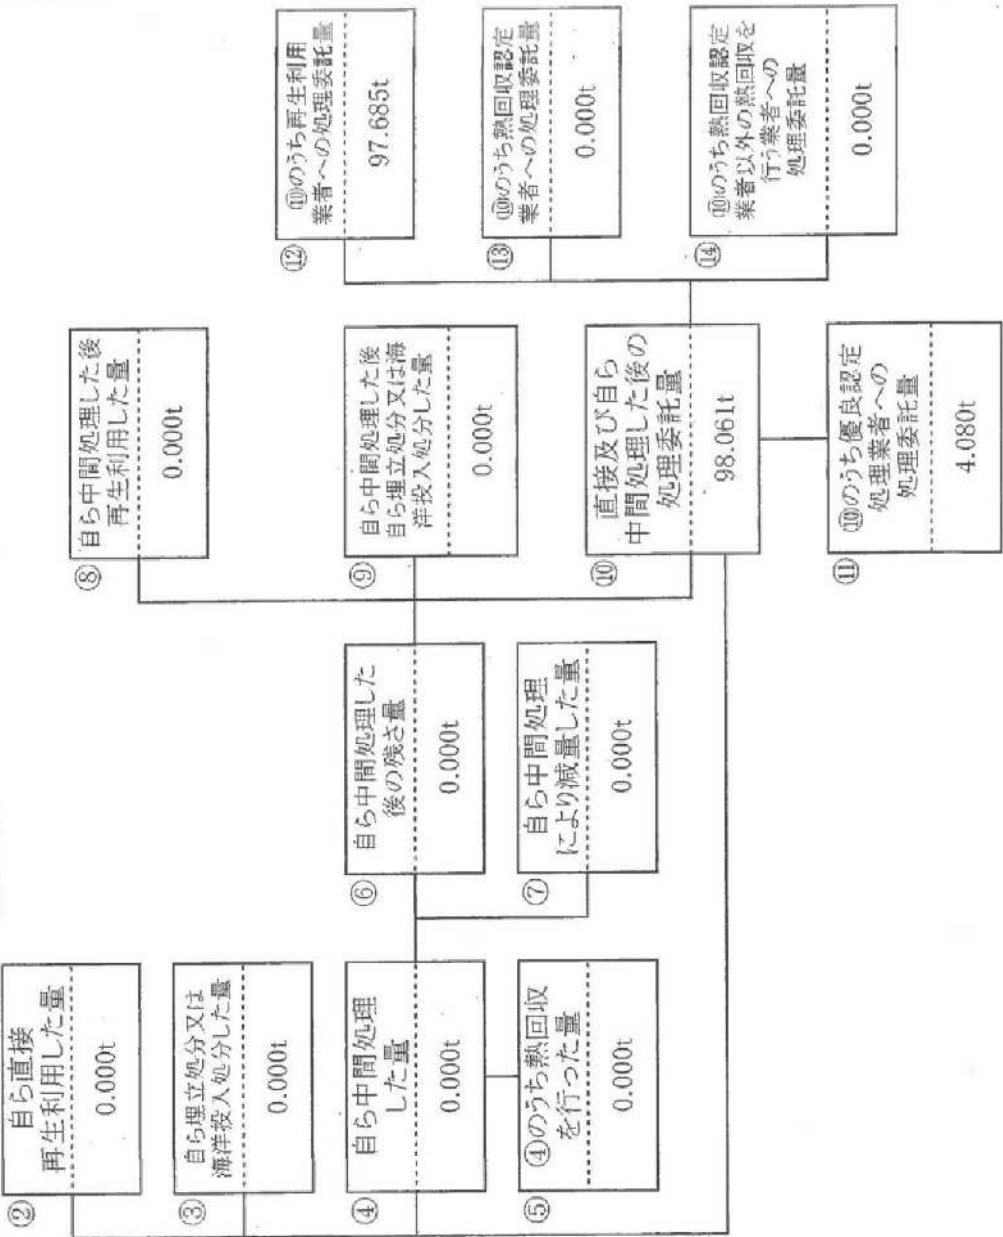 ②
自ら直接
再生利用した量
0.000t
③
自ら埋立処分又は
海洋投入処分した量
0.000t
④
自ら中間処理
した量
0.000t
⑤
④のうち熱回収
を行った量
0.000t
⑥
自ら中間処理した
後の残さ量
0.000t
⑦
自ら中間処理
により減量した量
0.000t
⑧
自ら中間処理した後
再生利用した量
0.000t
⑨
自ら中間処理した後
自ら埋立処分又は海
洋投入処分した量
0.000t
⑩
直接及び自ら
中間処理した後の
処理委託量
98.061t
⑪
⑩のうち優良認定
処理業者への
処理委託量
4.080t
⑫
⑩のうち再生利用
業者への処理委託量
97.685t
⑬
⑩のうち熱回収認定
業者への処理委託量
0.000t
⑭
⑩のうち熱回収認定
業者以外の熱回収を
行う業者への
処理委託量
0.000t